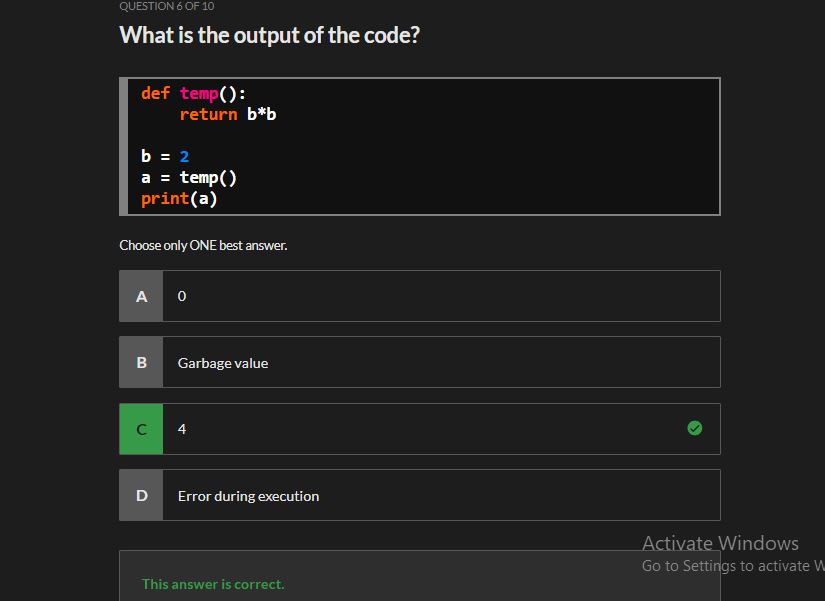 QUESTION 6 OF 10
What is the output of the code?
def temp():
    return b*b
b = 2
a = temp()
print(a)
Choose only ONE best answer.
A 0
B Garbage value
C 4
D Error during execution
Activate Windows
Go to Settings to activate W
This answer is correct.